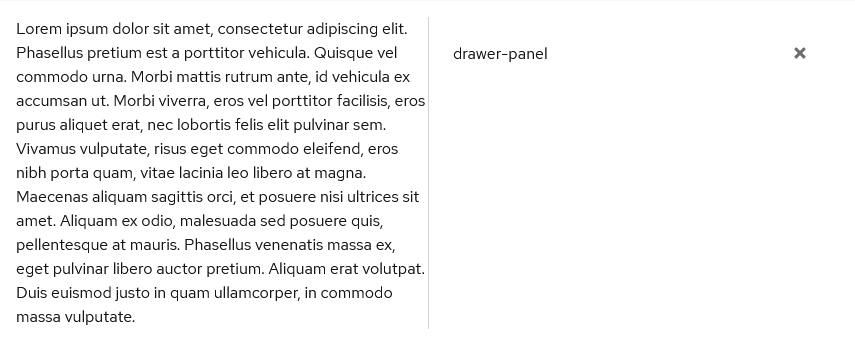 Lorem ipsum dolor sit amet, consectetur adipiscing elit.
Phasellus pretium est a porttitor vehicula. Quisque vel
commodo urna. Morbi mattis rutrum ante, id vehicula ex
accumsan ut. Morbi viverra, eros vel porttitor facilisis, eros
purus aliquet erat, nec lobortis felis elit pulvinar sem.
Vivamus vulputate, risus eget commodo eleifend, eros
nibh porta quam, vitae lacinia leo libero at magna.
Maecenas aliquam sagittis orci, et posuere nisi ultrices sit
amet. Aliquam ex odio, malesuada sed posuere quis,
pellentesque at mauris. Phasellus venenatis massa ex,
eget pulvinar libero auctor pretium. Aliquam erat volutpat.
Duis euismod justo in quam ullamcorper, in commodo
massa vulputate.
drawer-panel